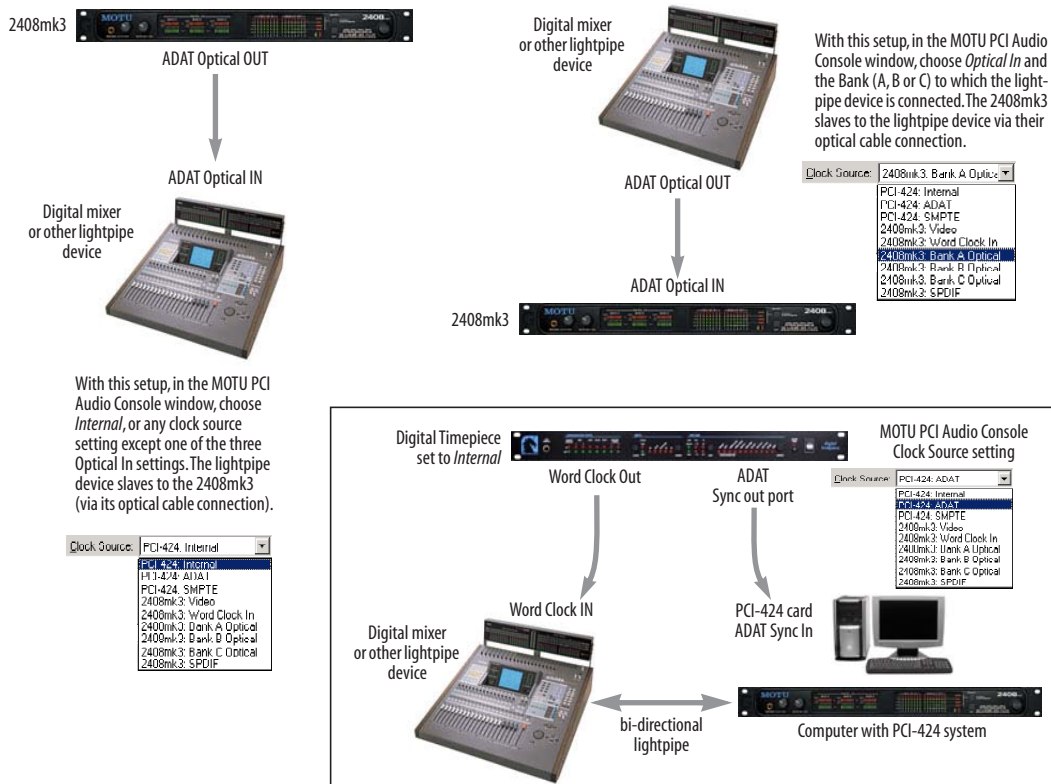 2408mk3
MOTU
2408
ADAT Optical OUT
ADAT Optical IN
Digital mixer
or other lightpipe
device
With this setup, in the MOTU PCI
Audio Console window, choose
Internal, or any clock source
setting except one of the three
Optical In settings. The lightpipe
device slaves to the 2408mk3
(via its optical cable connection).
Clock Source:
PCI-424: Internal
PCI-424: Internal
PCI-424: ADAT
PCI-424: SMPTE
2408mk3: Video
2408mk3: Word Clock In
2408mk3: Bank A Optical
2408mk3: Bank B Optical
2408mk3: Bank C Optical
2408mk3: SPDIF
Digital mixer
or other lightpipe
device
ADAT Optical OUT
ADAT Optical IN
2408mk3
MOTU
2408
With this setup, in the MOTU PCI Audio
Console window, choose Optical In and
the Bank (A, B or C) to which the light-
pipe device is connected. The 2408mk3
slaves to the lightpipe device via their
optical cable connection.
Clock Source:
2408mk3: Bank A Optica
PCI-424: Internal
PCI-424: ADAT
PCI-424: SMPTE
2408mk3: Video
2408mk3: Word Clock In
2408mk3: Bank A Optical
2408mk3: Bank B Optical
2408mk3: Bank C Optical
2408mk3: SPDIF
Digital Timepiece
set to Internal
Word Clock Out
ADAT
Sync out port
MOTU PCI Audio Console
Clock Source setting
Clock Source:
PCI-424: ADAT
PCI-424: Internal
PCI-424: ADAT
PCI-424: SMPTE
2408mk3: Video
2408mk3: Word Clock In
2408mk3: Bank A Optical
2408mk3: Bank B Optical
2408mk3: Bank C Optical
2408mk3: SPDIF
Word Clock IN
PCI-424 card
ADAT Sync In
Digital mixer
or other lightpipe
device
bi-directional
lightpipe
MOTU
2408
Computer with PCI-424 system